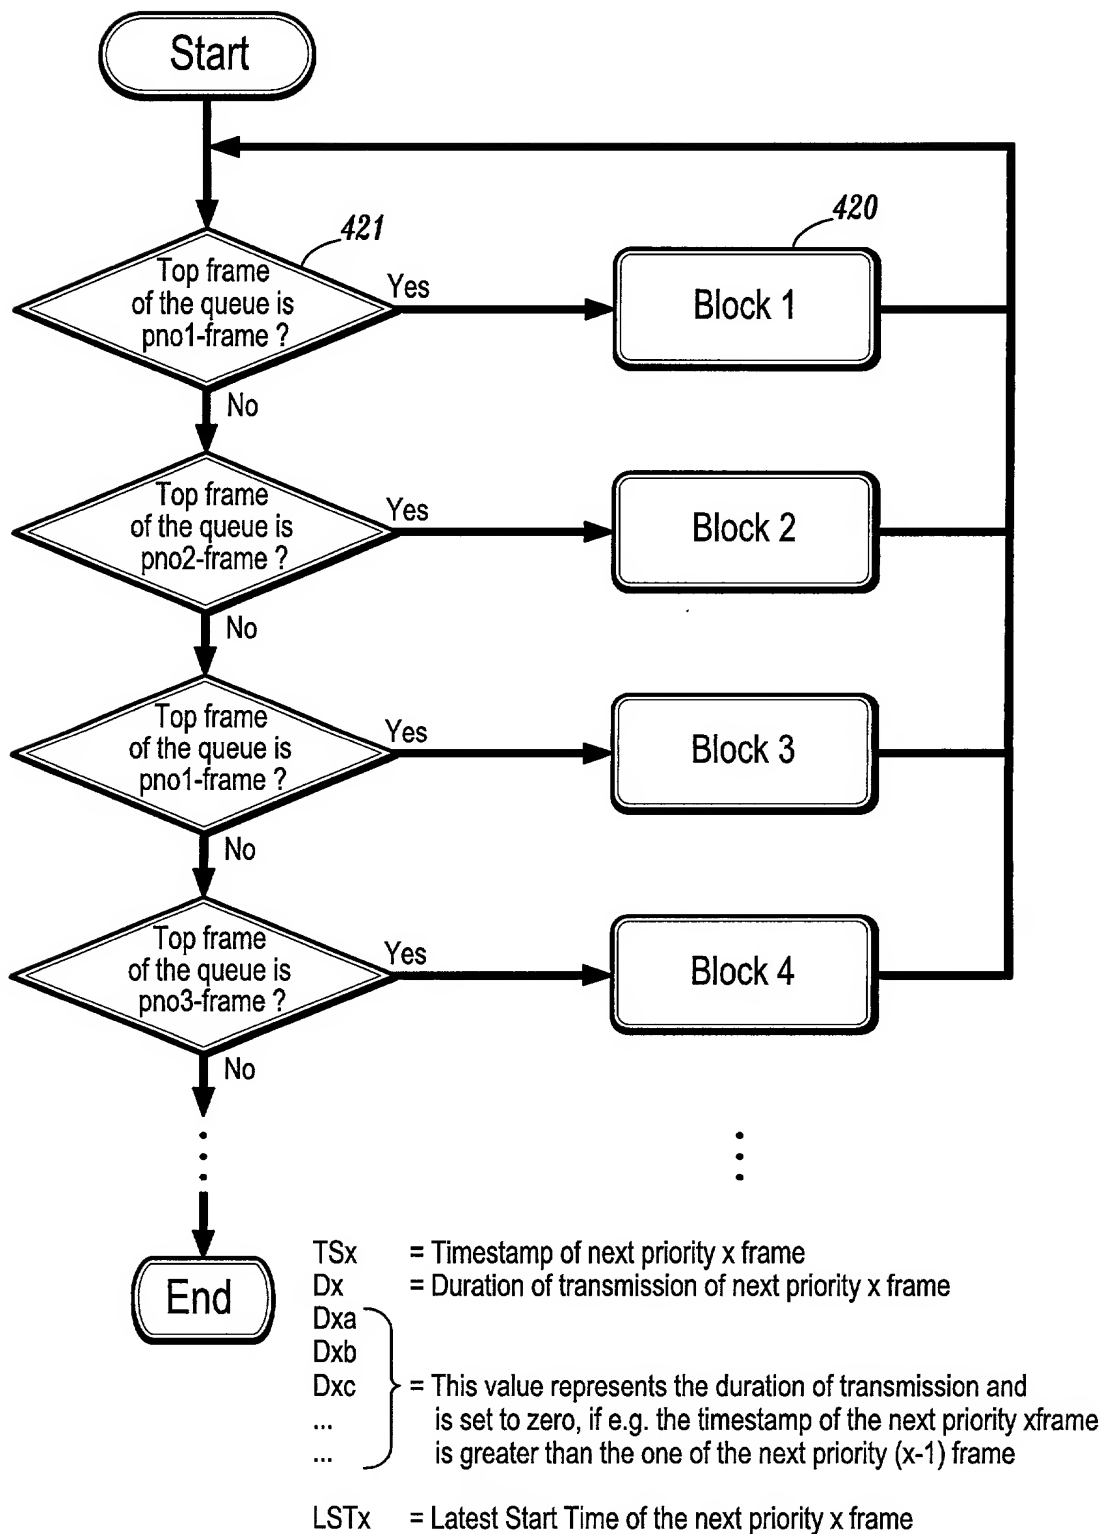 Start
421
420
Top frame
of the queue is
pno1-frame ?
Yes
Block 1
No
Top frame
of the queue is
pno2-frame ?
Yes
Block 2
No
Top frame
of the queue is
pno1-frame ?
Yes
Block 3
No
Top frame
of the queue is
pno3-frame ?
Yes
Block 4
No
End
TSx = Timestamp of next priority x frame
Dx = Duration of transmission of next priority x frame
Dxa
Dxb
Dxc = This value represents the duration of transmission and
... is set to zero, if e.g. the timestamp of the next priority xframe
... is greater than the one of the next priority (x-1) frame
LSTx = Latest Start Time of the next priority x frame